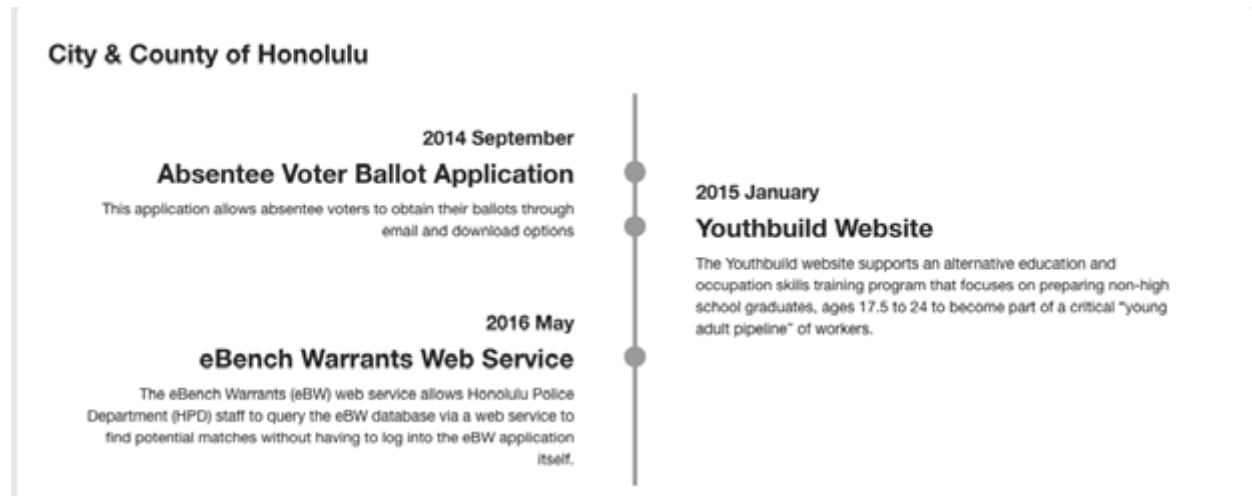 City & County of Honolulu
2014 September
Absentee Voter Ballot Application
This application allows absentee voters to obtain their ballots through
email and download options
2015 January
Youthbuild Website
The Youthbuild website supports an alternative education and
occupation skills training program that focuses on preparing non-high
school graduates, ages 17.5 to 24 to become part of a critical "young
adult pipeline" of workers.
2016 May
eBench Warrants Web Service
The eBench Warrants (eBW) web service allows Honolulu Police
Department (HPD) staff to query the eBW database via a web service to
find potential matches without having to log into the eBW application
itself.